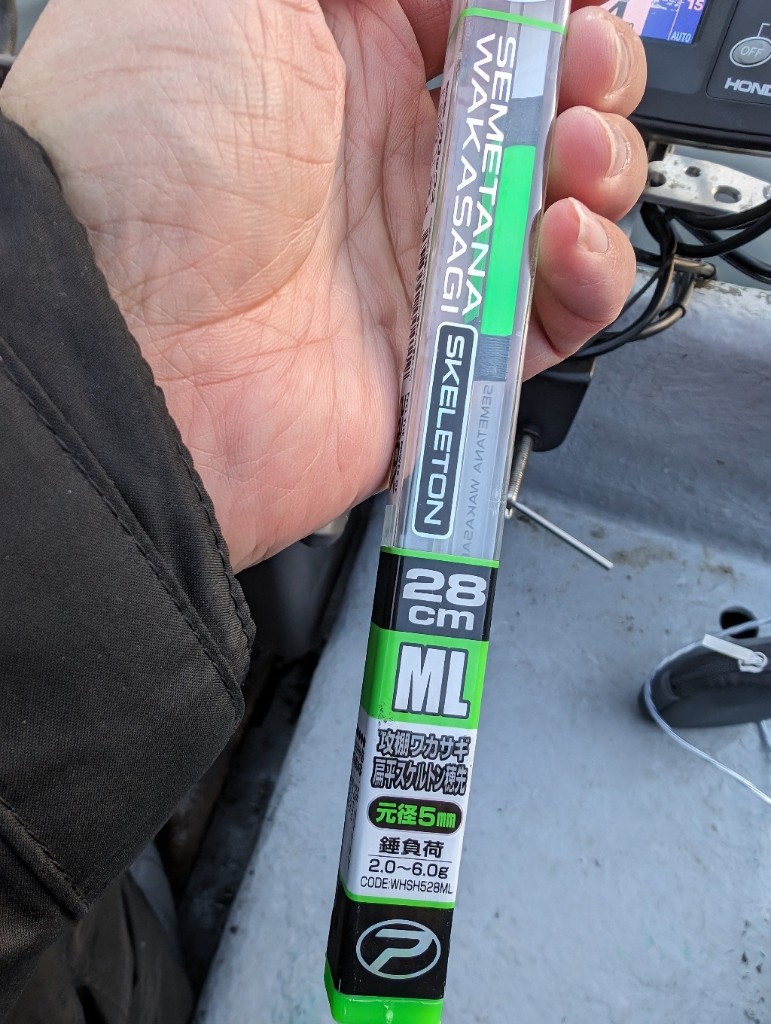 SEMETANA
WAKASAGI
SKELETON
SEMETANA WAKASA
28
cm
ML
攻棚ワカサギ
扁平スケルトン穂先
元径5mm
錘負荷
2.0〜6.0g
CODE:WHSH528ML
15
AUTO
OFF
HOND